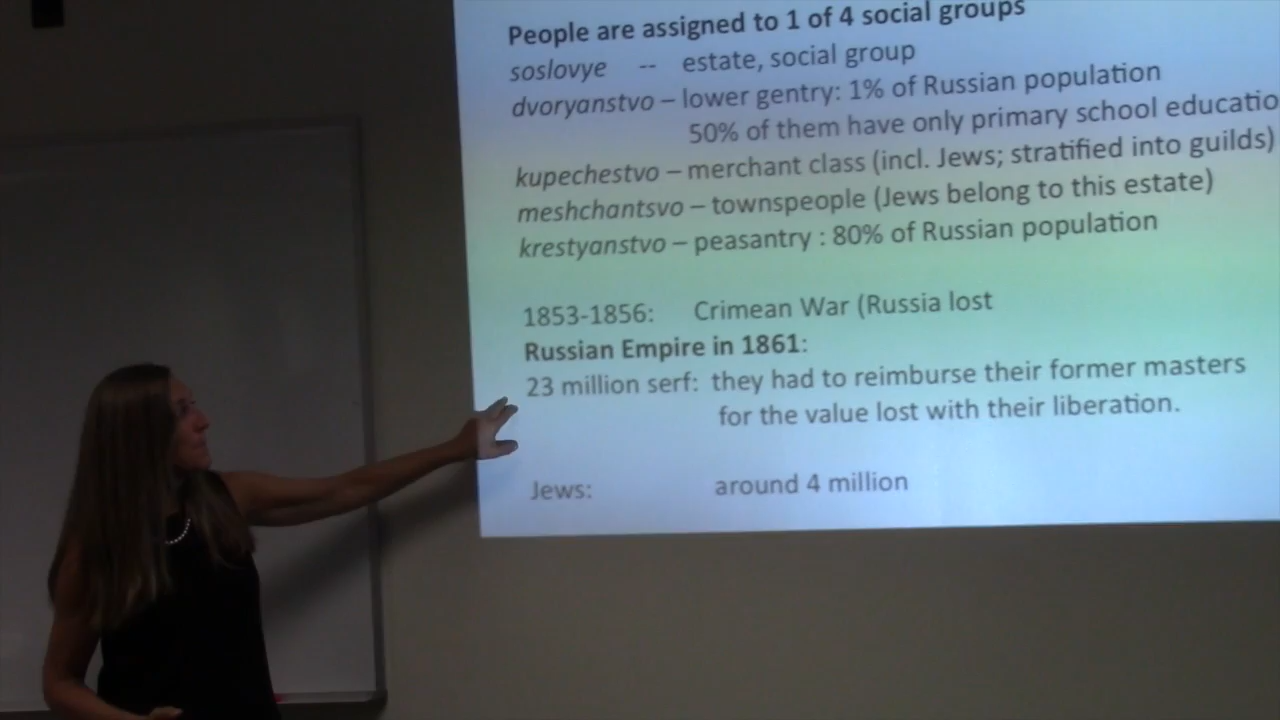 People are assigned to 1 of 4 social groups
soslovye -- estate, social group
dvoryanstvo – lower gentry: 1% of Russian population
50% of them have only primary school educatio
kupechestvo – merchant class (incl. Jews; stratified into guilds)
meshchantsvo – townspeople (Jews belong to this estate)
krestyanstvo – peasantry : 80% of Russian population
1853-1856: Crimean War (Russia lost
Russian Empire in 1861:
23 million serf: they had to reimburse their former masters
for the value lost with their liberation.
Jews: around 4 million